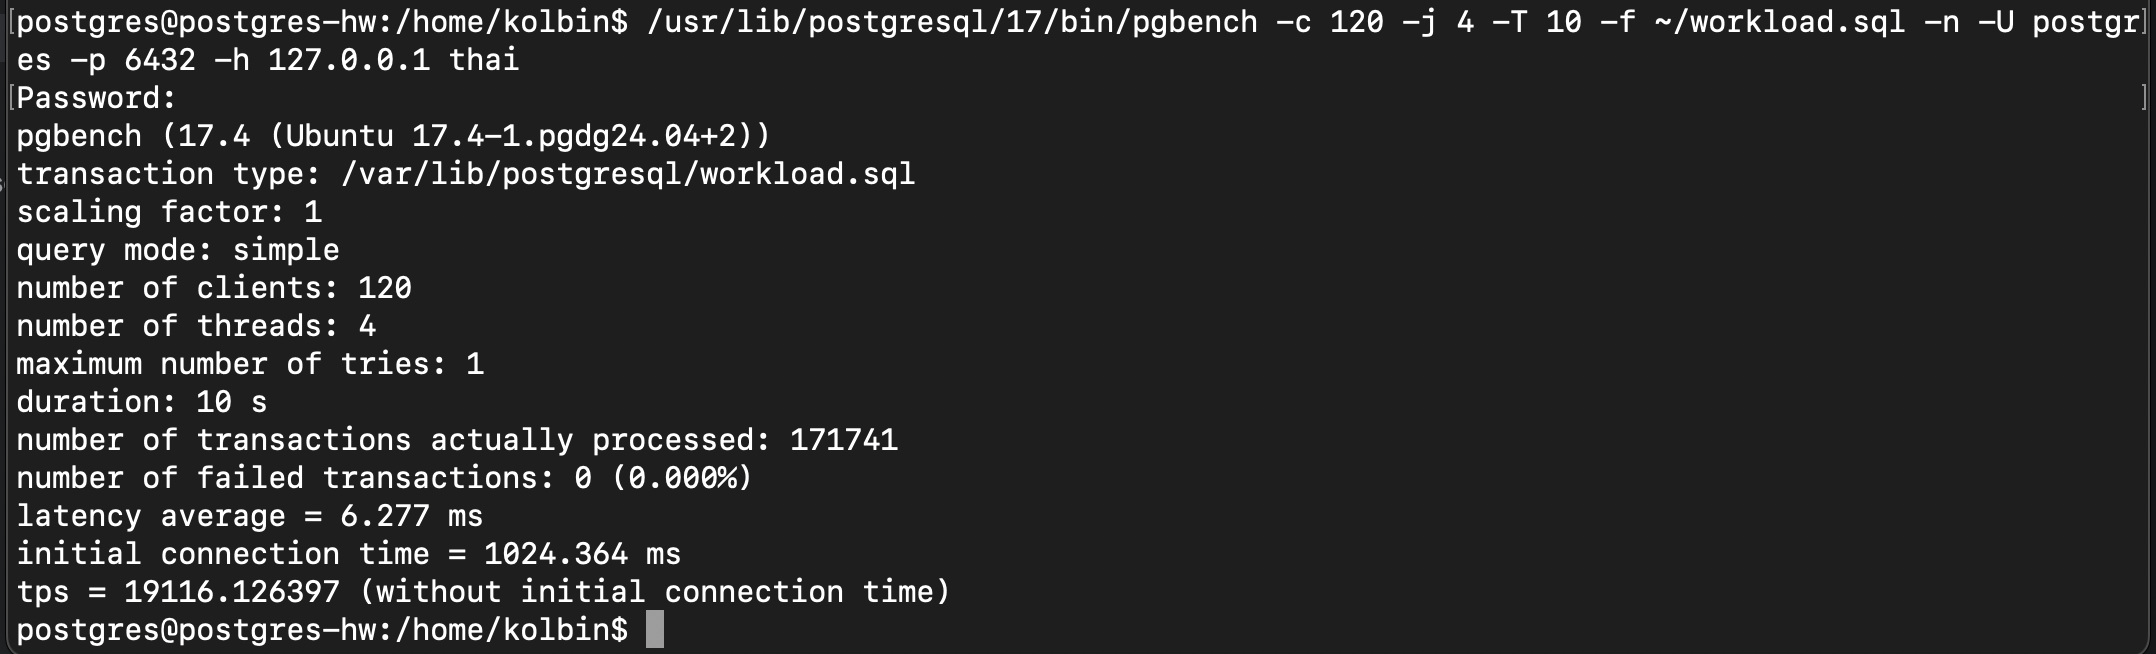 [postgres@postgres-hw:/home/kolbin$ /usr/lib/postgresql/17/bin/pgbench -c 120 -j 4 -T 10 -f ~/workload.sql -n -U postgr]
es -p 6432 -h 127.0.0.1 thai
[Password: ]
pgbench (17.4 (Ubuntu 17.4-1.pgdg24.04+2))
transaction type: /var/lib/postgresql/workload.sql
scaling factor: 1
query mode: simple
number of clients: 120
number of threads: 4
maximum number of tries: 1
duration: 10 s
number of transactions actually processed: 171741
number of failed transactions: 0 (0.000%)
latency average = 6.277 ms
initial connection time = 1024.364 ms
tps = 19116.126397 (without initial connection time)
postgres@postgres-hw:/home/kolbin$